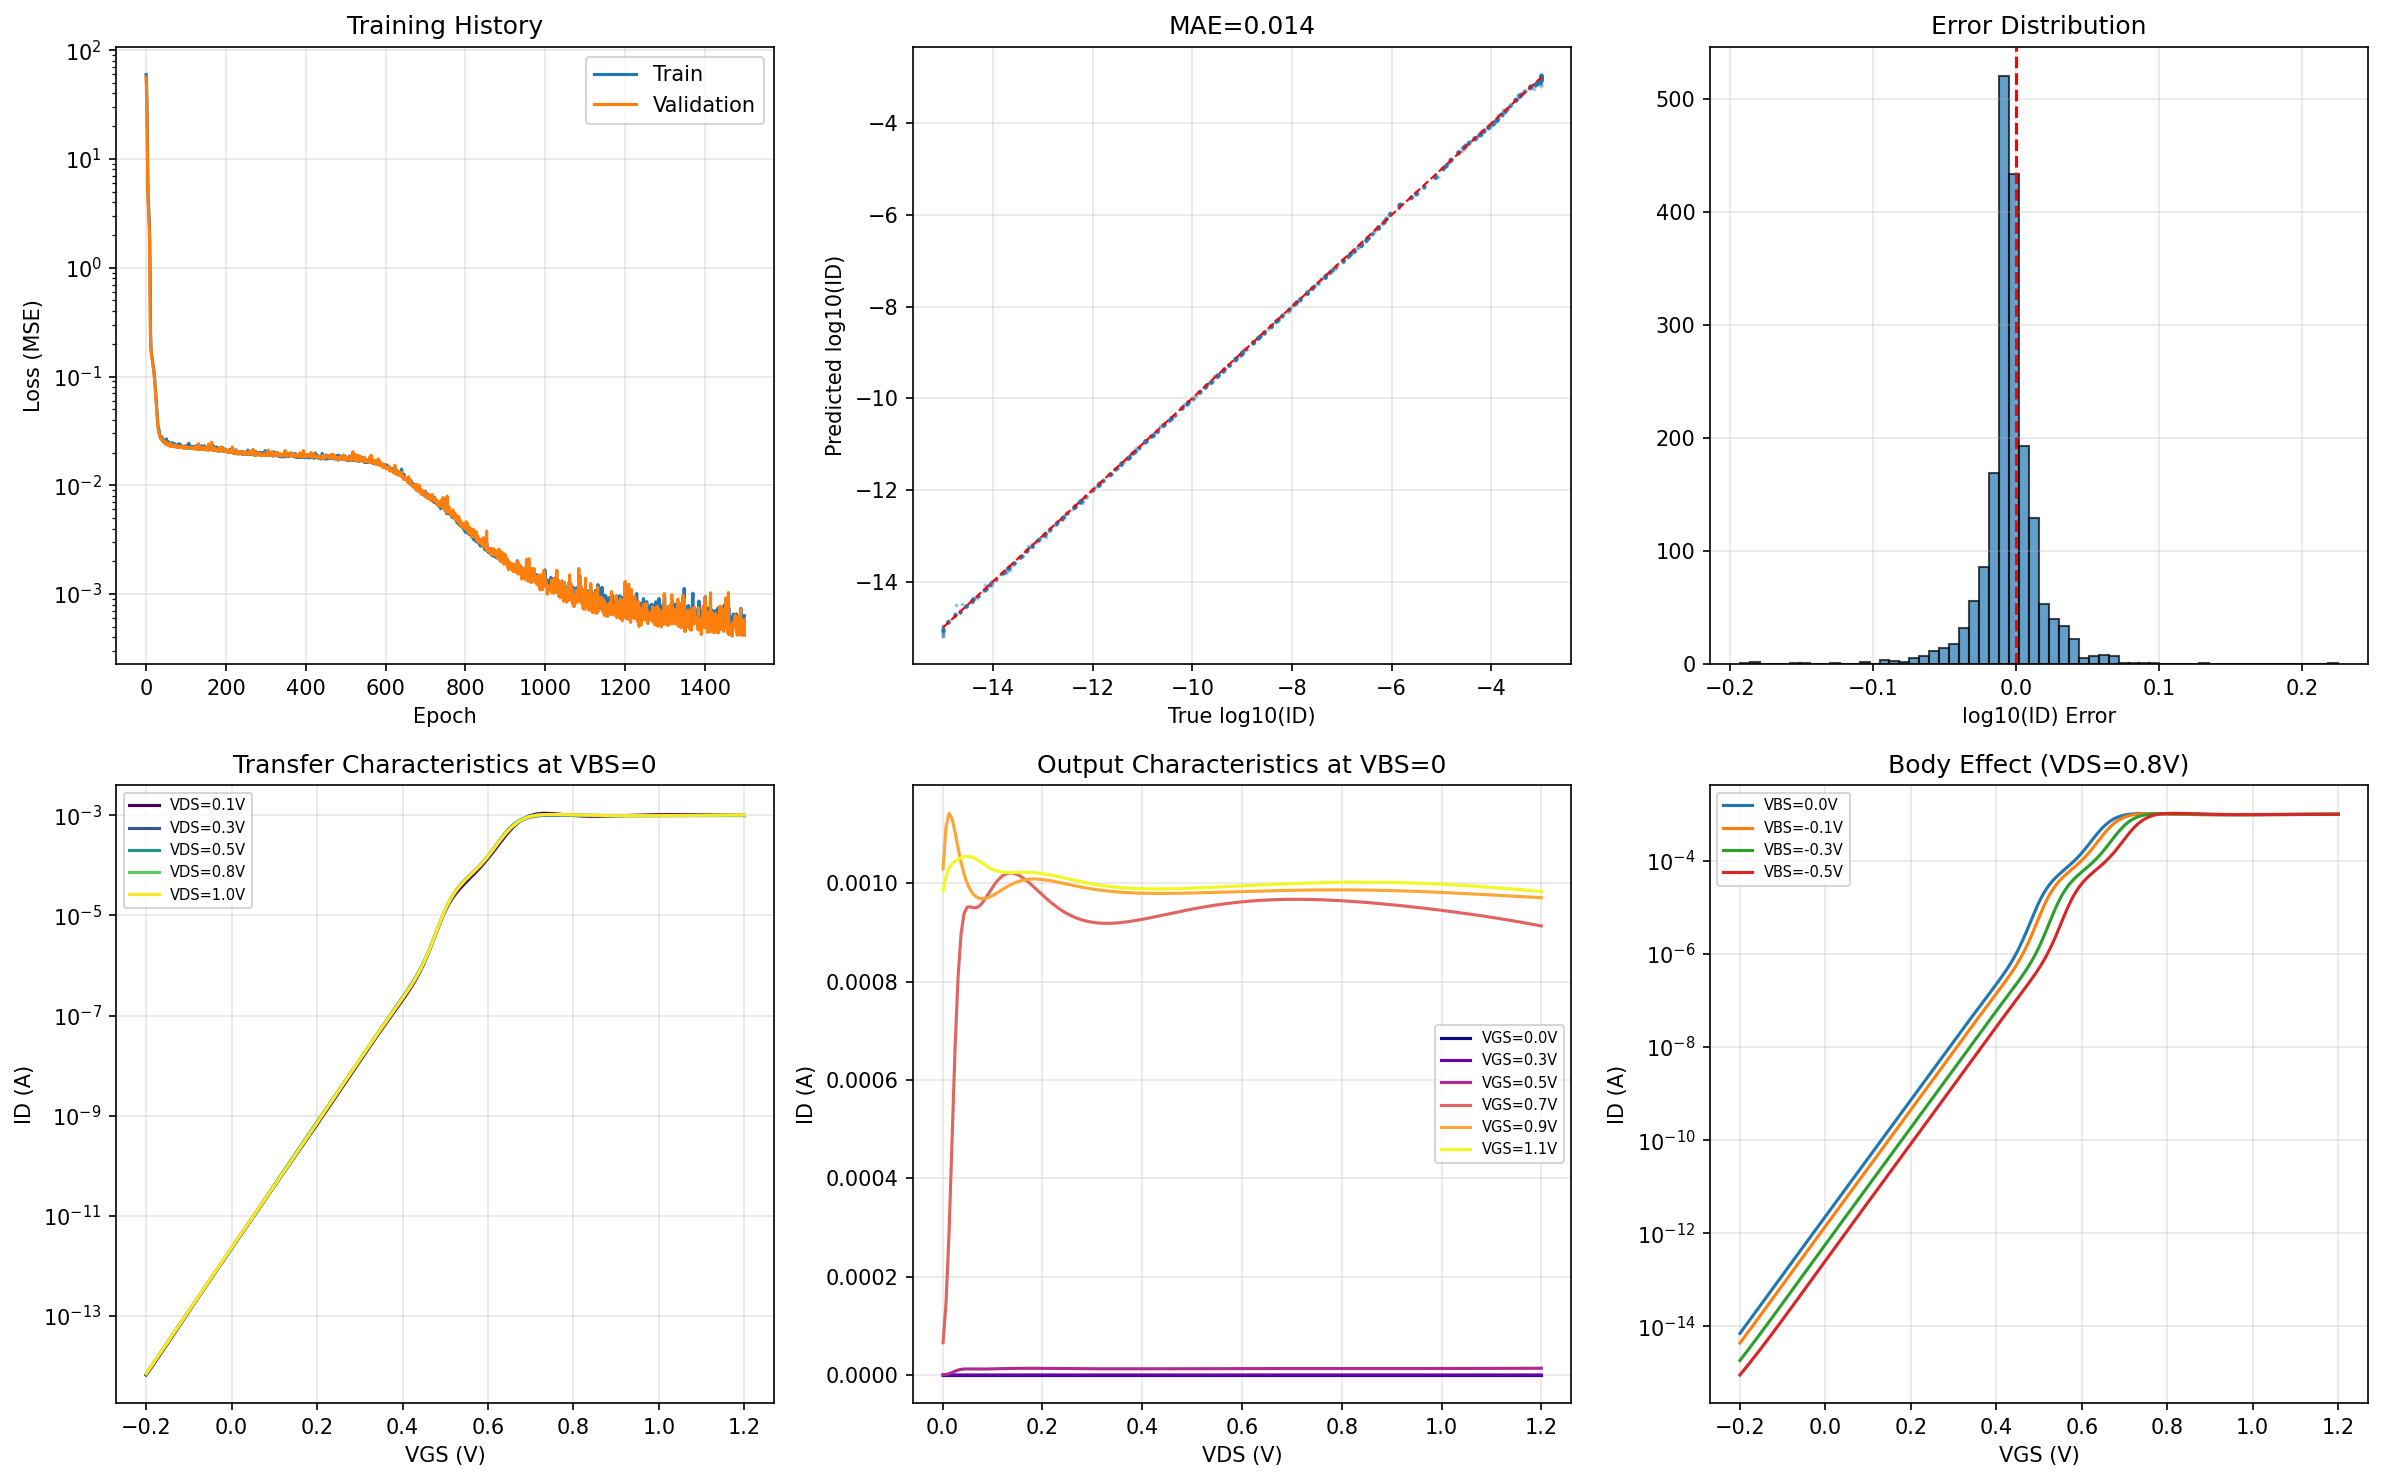 Training History
10²
10¹
10⁰
10⁻¹
10⁻²
10⁻³
Loss (MSE)
Train
Validation
0 200 400 600 800 1000 1200 1400
Epoch
MAE=0.014
−4
−6
−8
−10
−12
−14
Predicted log10(ID)
−14 −12 −10 −8 −6 −4
True log10(ID)
Error Distribution
500
400
300
200
100
0
−0.2 −0.1 0.0 0.1 0.2
log10(ID) Error
Transfer Characteristics at VBS=0
10⁻³
10⁻⁵
10⁻⁷
10⁻⁹
10⁻¹¹
10⁻¹³
ID (A)
VDS=0.1V
VDS=0.3V
VDS=0.5V
VDS=0.8V
VDS=1.0V
−0.2 0.0 0.2 0.4 0.6 0.8 1.0 1.2
VGS (V)
Output Characteristics at VBS=0
0.0010
0.0008
0.0006
0.0004
0.0002
0.0000
ID (A)
VGS=0.0V
VGS=0.3V
VGS=0.5V
VGS=0.7V
VGS=0.9V
VGS=1.1V
0.0 0.2 0.4 0.6 0.8 1.0 1.2
VDS (V)
Body Effect (VDS=0.8V)
10⁻⁴
10⁻⁶
10⁻⁸
10⁻¹⁰
10⁻¹²
10⁻¹⁴
ID (A)
VBS=0.0V
VBS=-0.1V
VBS=-0.3V
VBS=-0.5V
−0.2 0.0 0.2 0.4 0.6 0.8 1.0 1.2
VGS (V)